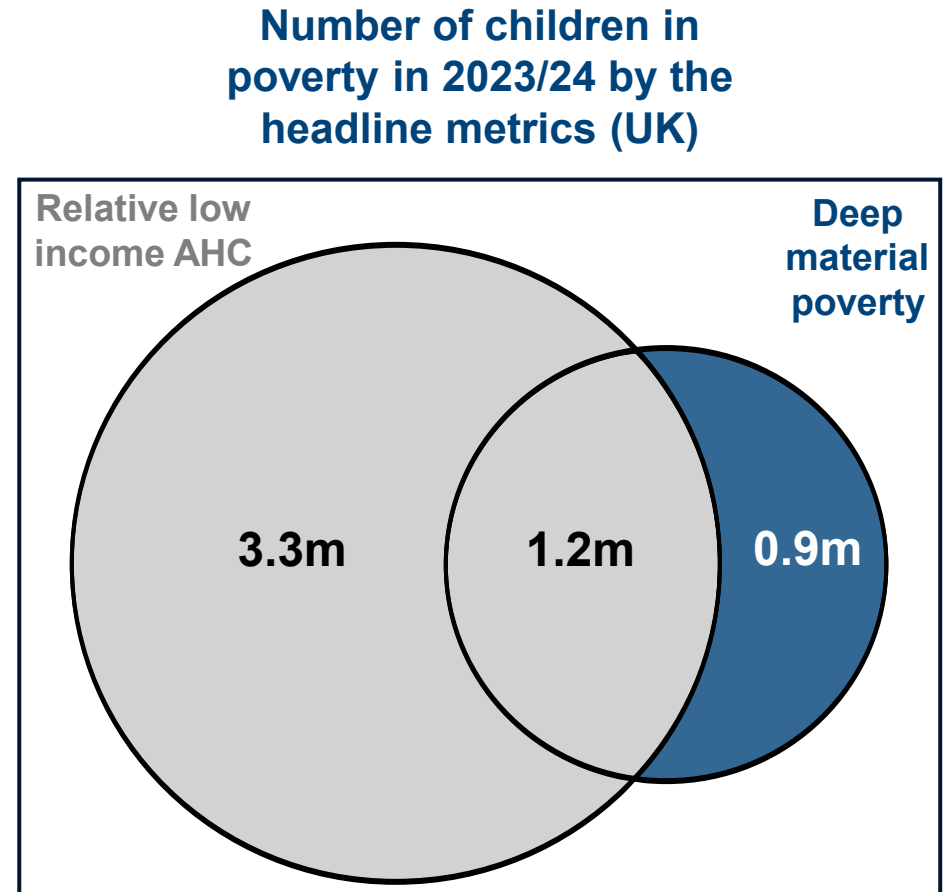 Number of children in
poverty in 2023/24 by the
headline metrics (UK)
Relative low
income AHC
Deep
material
poverty
3.3m
1.2m
0.9m